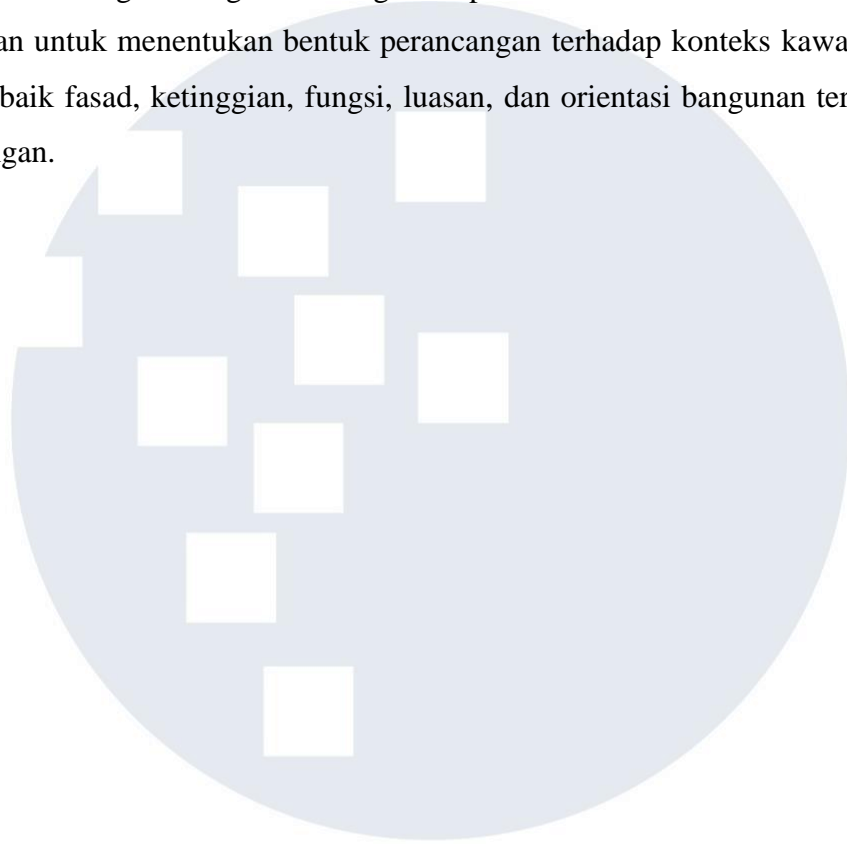 an untuk menentukan bentuk perancangan terhadap konteks kawa
baik fasad, ketinggian, fungsi, luasan, dan orientasi bangunan ter
gan.